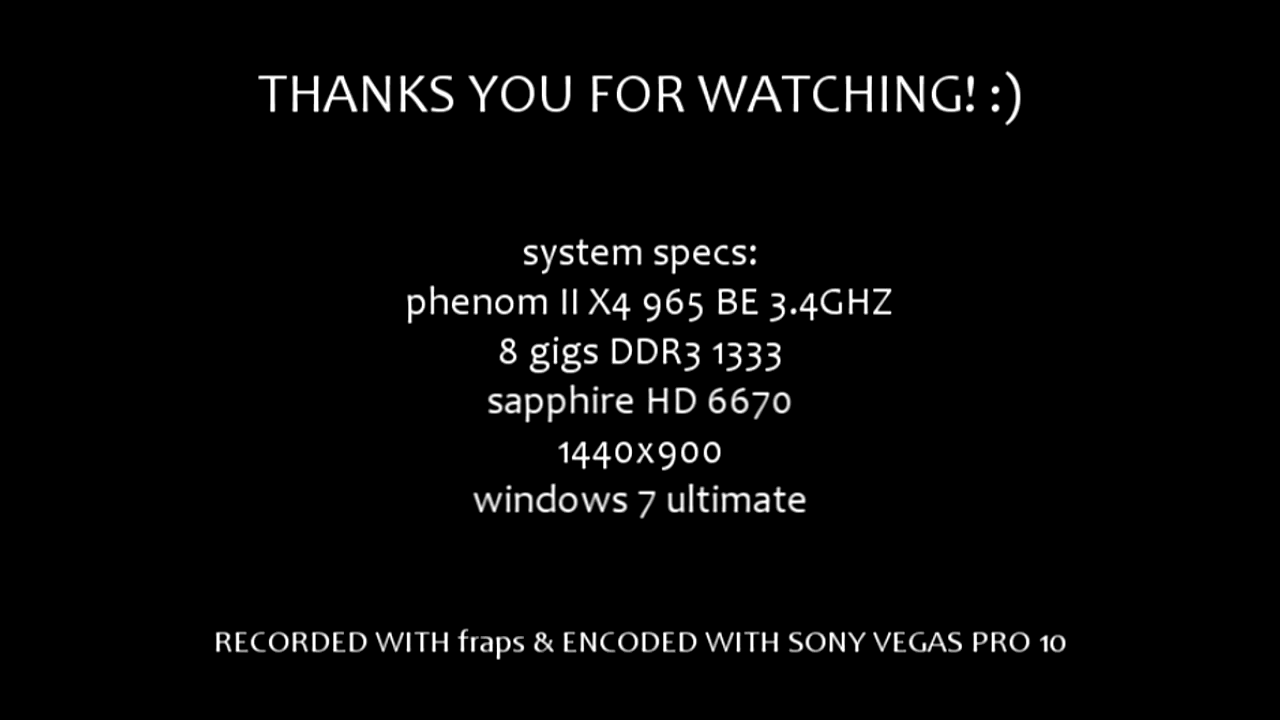 THANKS YOU FOR WATCHING! :)
system specs:
phenom II X4 965 BE 3.4GHZ
8 gigs DDR3 1333
sapphire HD 6670
1440x900
windows 7 ultimate
RECORDED WITH fraps & ENCODED WITH SONY VEGAS PRO 10